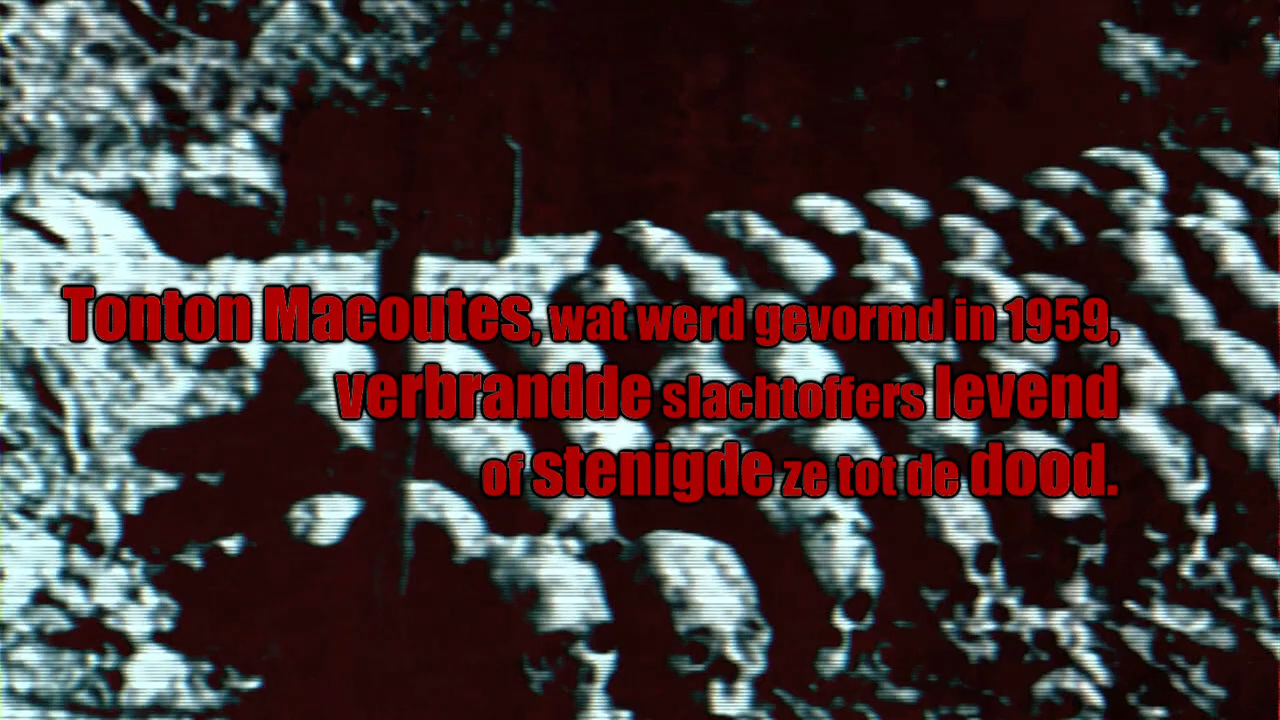 Tonton Macoutes, wat werd gevormd in 1959,
verbrandde slachtoffers levend
of stenigde ze tot de dood.